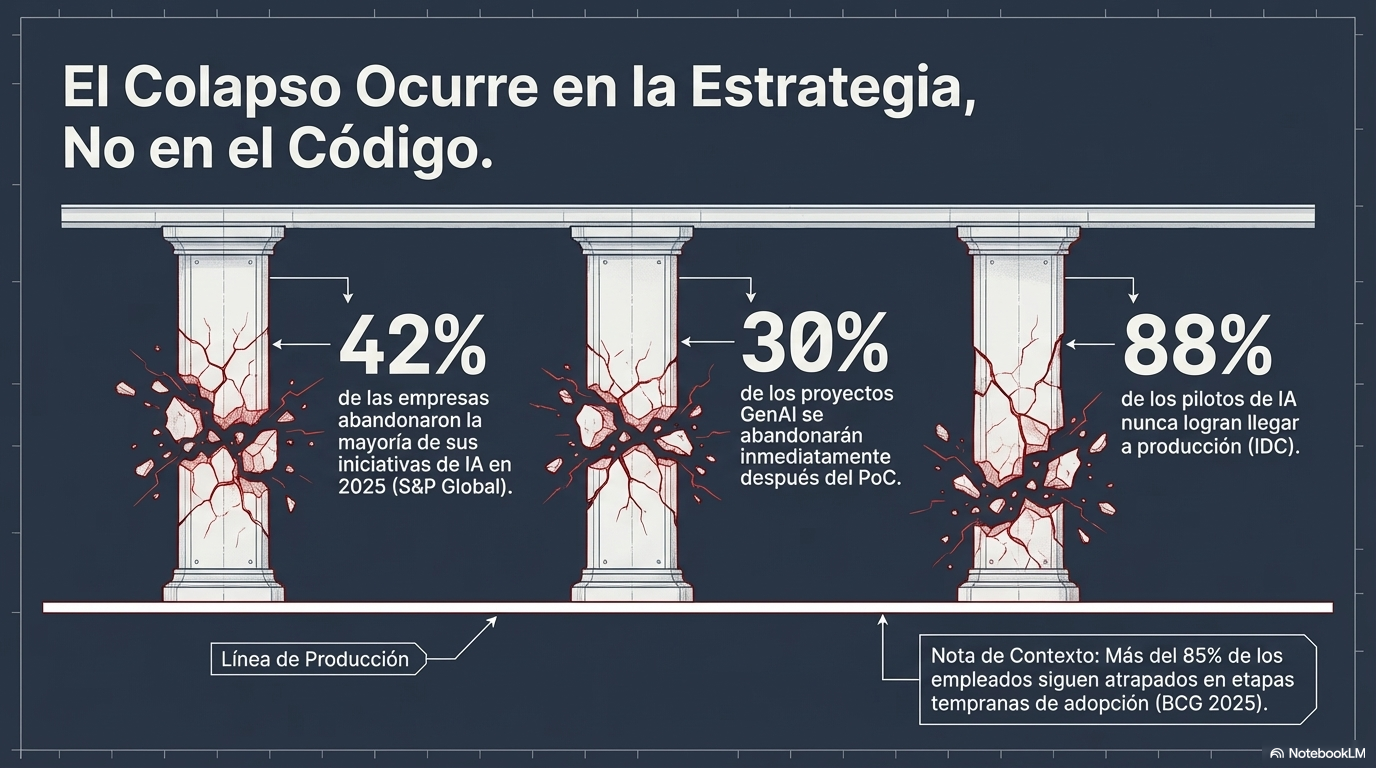 El Colapso Ocurre en la Estrategia,
No en el Código.
42%
de las empresas
abandonaron la
mayoría de sus
iniciativas de IA en
2025 (S&P Global).
30%
de los proyectos
GenAI se
abandonarán
inmediatamente
después del PoC.
88%
de los pilotos de IA
nunca logran llegar
a producción (IDC).
Línea de Producción
Nota de Contexto: Más del 85% de los
empleados siguen atrapados en etapas
tempranas de adopción (BCG 2025).
NotebookLM